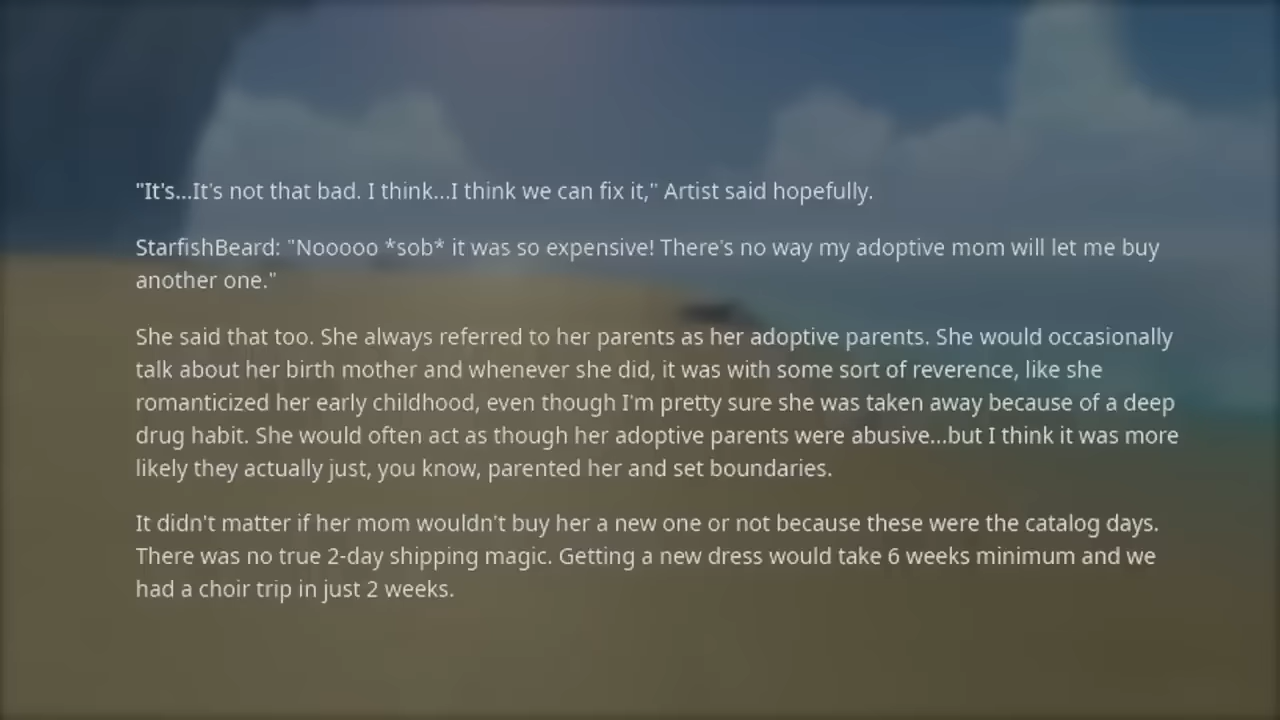 "It's...It's not that bad. I think...I think we can fix it," Artist said hopefully.
StarfishBeard: "Nooooo *sob* it was so expensive! There's no way my adoptive mom will let me buy
another one."
She said that too. She always referred to her parents as her adoptive parents. She would occasionally
talk about her birth mother and whenever she did, it was with some sort of reverence, like she
romanticized her early childhood, even though I'm pretty sure she was taken away because of a deep
drug habit. She would often act as though her adoptive parents were abusive...but I think it was more
likely they actually just, you know, parented her and set boundaries.
It didn't matter if her mom wouldn't buy her a new one or not because these were the catalog days.
There was no true 2-day shipping magic. Getting a new dress would take 6 weeks minimum and we
had a choir trip in just 2 weeks.